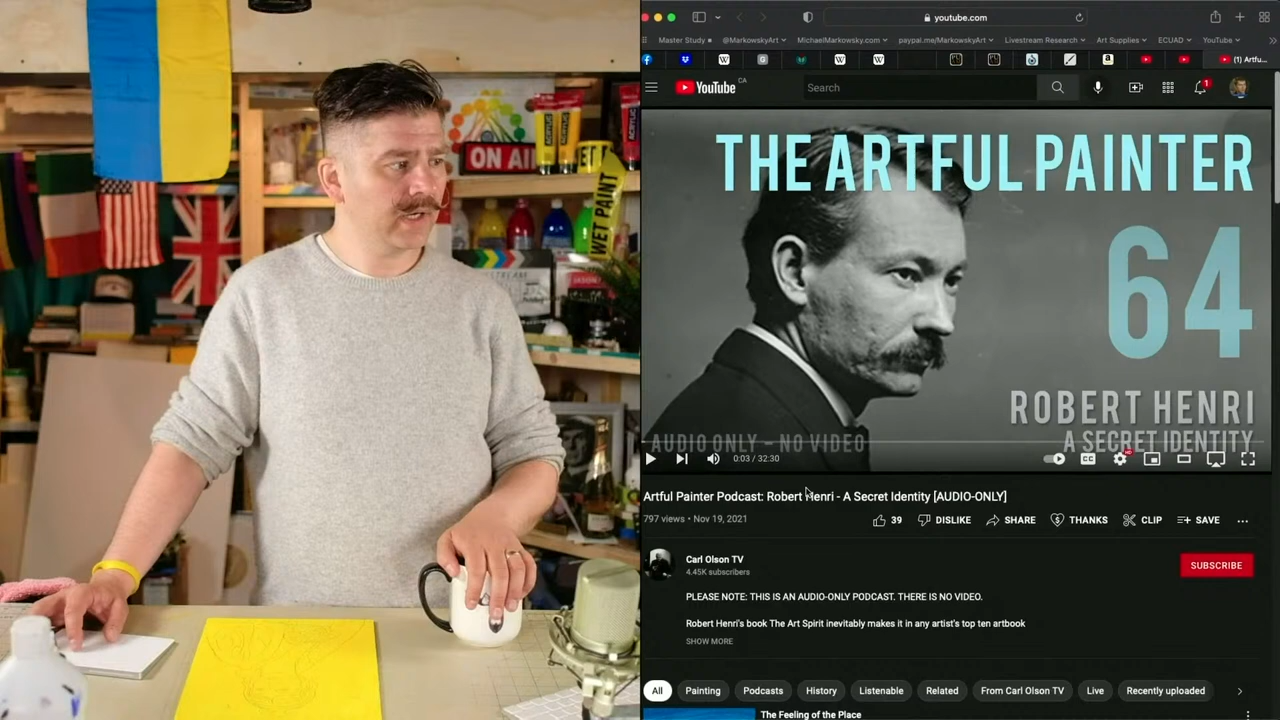 ON AIR
WET
WET PAINT
youtube.com
Master Study
@MarkowskyArt
MichaelMarkowsky.com
paypal.me/MarkowskyArt
Livestream Research
Art Supplies
ECUAD
YouTube
(1) Artfu...
YouTube CA
Search
1
THE ARTFUL PAINTER
64
ROBERT HENRI
A SECRET IDENTITY
AUDIO ONLY – NO VIDEO
0:03 / 32:30
Artful Painter Podcast: Robert Henri - A Secret Identity [AUDIO-ONLY]
797 views • Nov 19, 2021
39
DISLIKE
SHARE
THANKS
CLIP
SAVE
Carl Olson TV
4.45K subscribers
SUBSCRIBE
PLEASE NOTE: THIS IS AN AUDIO-ONLY PODCAST. THERE IS NO VIDEO.
Robert Henri's book The Art Spirit inevitably makes it in any artist's top ten artbook
SHOW MORE
All
Painting
Podcasts
History
Listenable
Related
From Carl Olson TV
Live
Recently uploaded
The Feeling of the Place